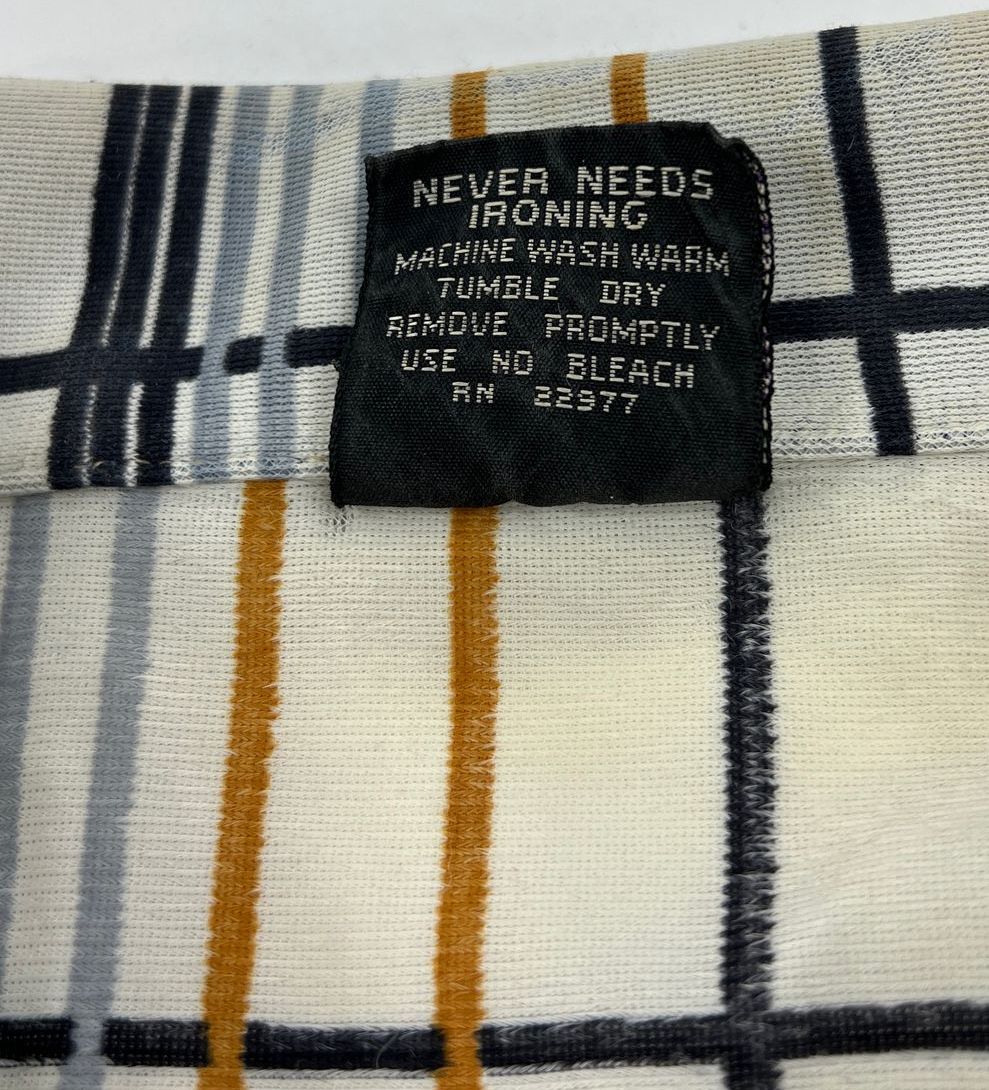 NEVER NEEDS
IRONING
MACHINE WASH WARM
TUMBLE DRY
REMOVE PROMPTLY
USE NO BLEACH
RN 22977